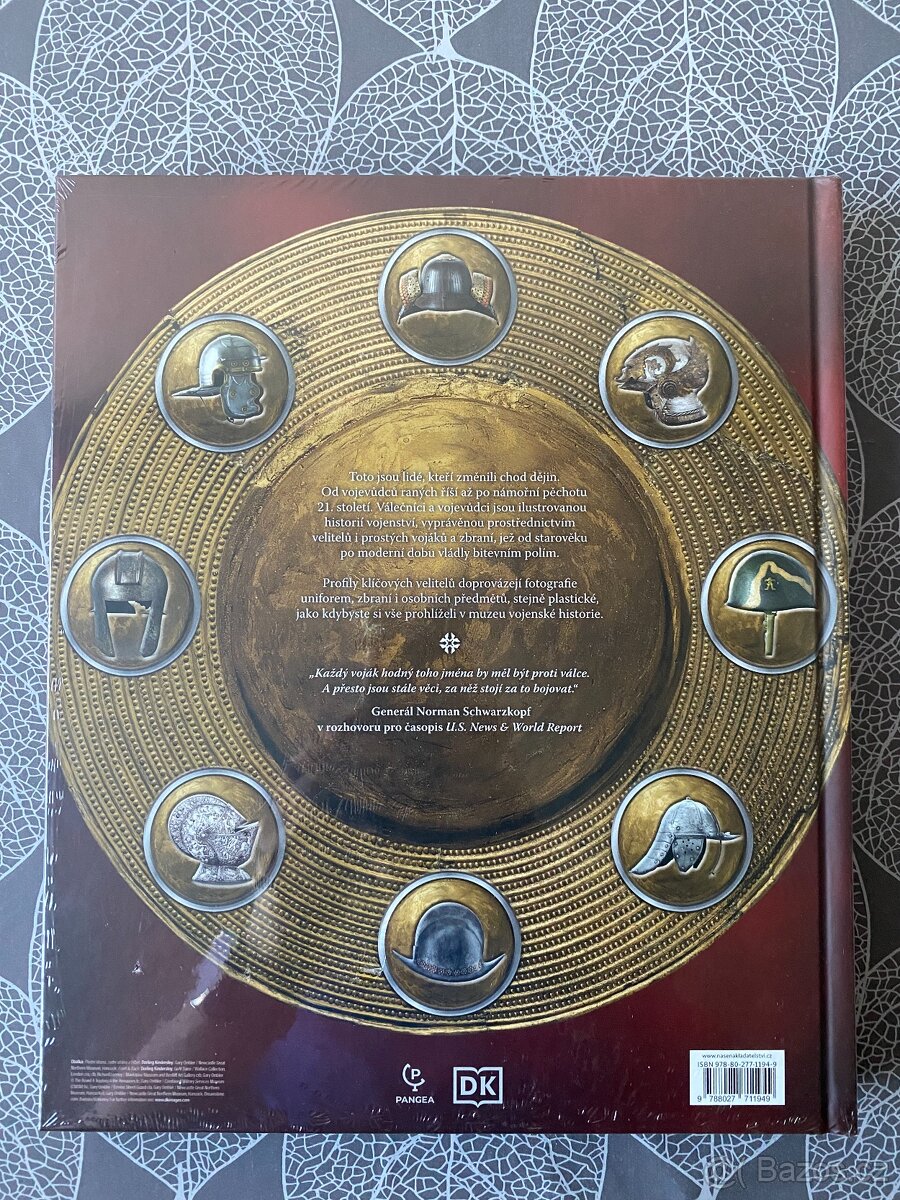 Toto jsou lidé, kteří změnili chod dějin.
Od vojevůdců raných říší až po námořní pěchotu
21. století. Válečníci a vojevůdci jsou ilustrovanou
historií vojenství, vyprávěnou prostřednictvím
velitelů i prostých vojáků a zbraní, jež od starověku
po moderní dobu vládly bitevním polím.
Profily klíčových velitelů doprovázejí fotografie
uniforem, zbraní i osobních předmětů, stejně plastické,
jako kdybyste si vše prohlíželi v muzeu vojenské historie.
„Každý voják hodný toho jména by měl být proti válce.
A přesto jsou stále věci, za něž stojí za to bojovat.“
Generál Norman Schwarzkopf
v rozhovoru pro časopis U.S. News & World Report
PANGEA
DK
www.nasenakladatelstvi.cz
ISBN 978-80-277-1194-9
9 788027 711949
Bazos.cz